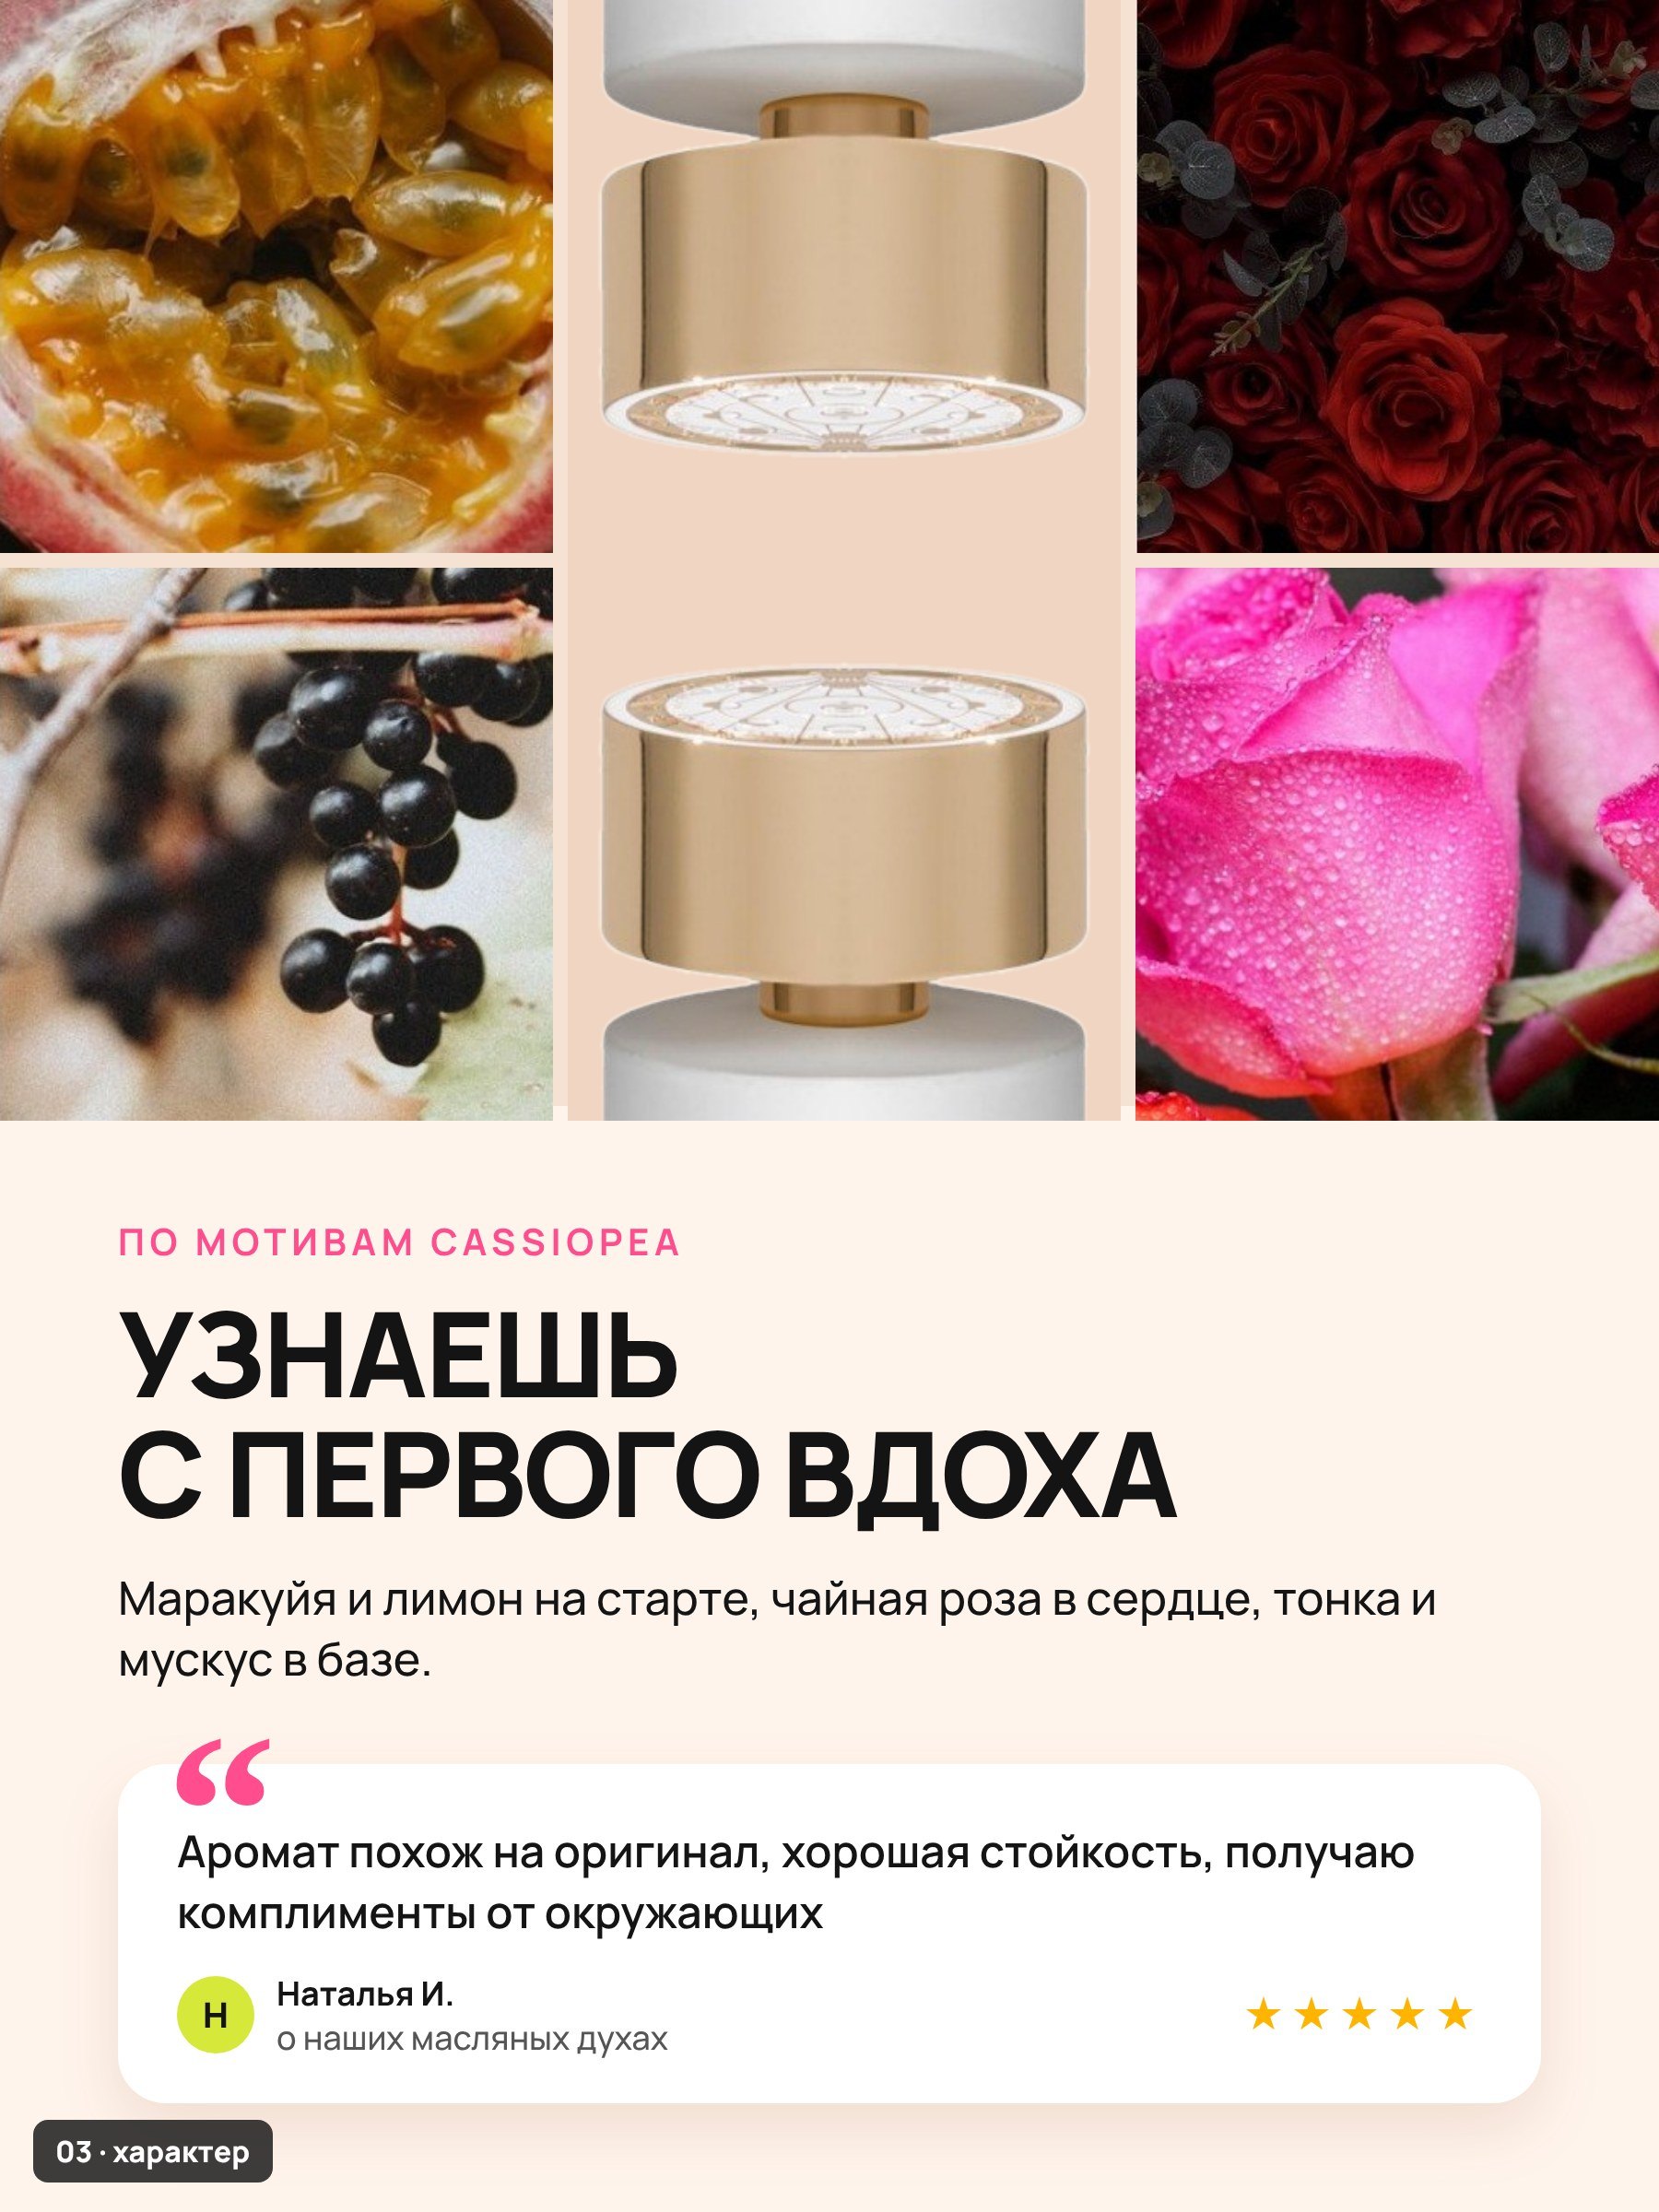 ПО МОТИВАМ CASSIOPEA
УЗНАЕШЬ
С ПЕРВОГО ВДОХА
Маракуйя и лимон на старте, чайная роза в сердце, тонка и
мускус в базе.
“
Аромат похож на оригинал, хорошая стойкость, получаю
комплименты от окружающих
Н
Наталья И.
о наших масляных духах
★★★★★
03 · характер